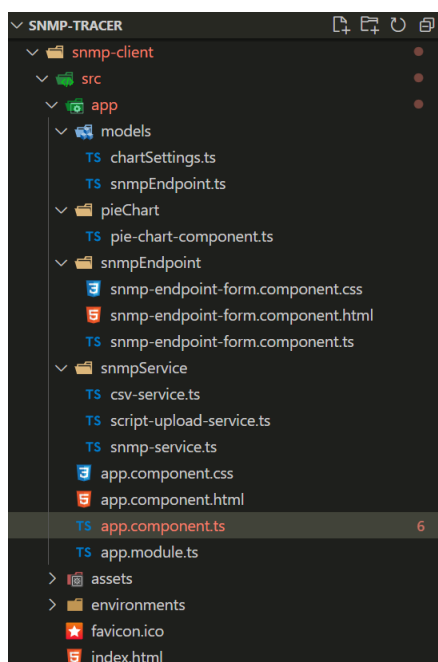 SNMP-TRACER
snmp-client
src
app
models
TS chartSettings.ts
TS snmpEndpoint.ts
pieChart
TS pie-chart-component.ts
snmpEndpoint
snmp-endpoint-form.component.css
snmp-endpoint-form.component.html
TS snmp-endpoint-form.component.ts
snmpService
TS csv-service.ts
TS script-upload-service.ts
TS snmp-service.ts
app.component.css
app.component.html
TS app.component.ts 6
TS app.module.ts
assets
environments
favicon.ico
index.html